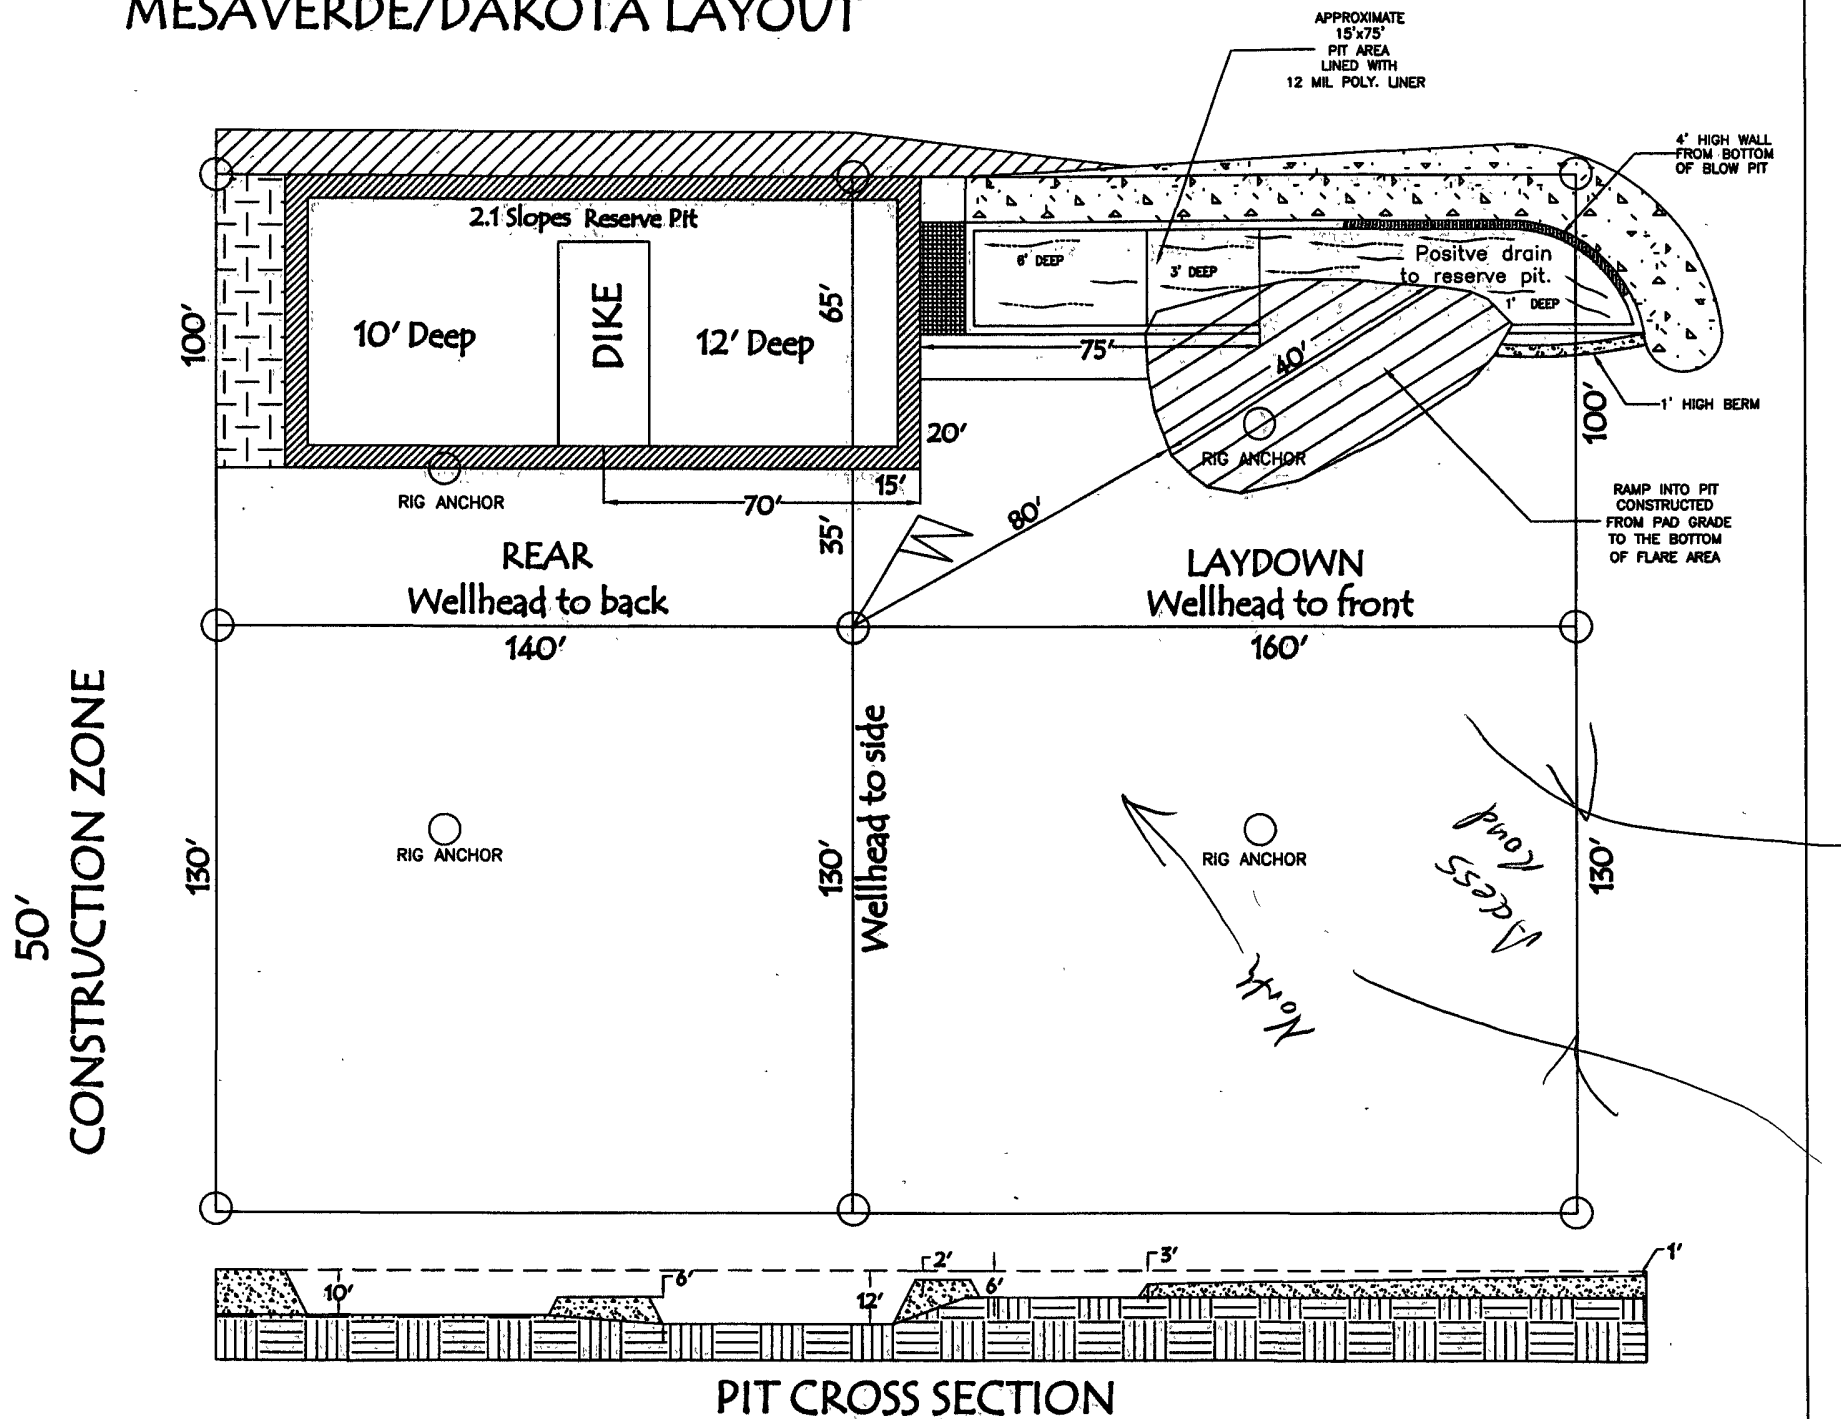 MESAVERDE/DAKOTA LAYOUT
APPROXIMATE
15'x75'
PIT AREA
LINED WITH
12 MIL POLY. LINER
4' HIGH WALL
FROM BOTTOM
OF BLOW PIT
2.1 Slopes Reserve Pit
6' DEEP
3' DEEP
Positve drain
to reserve pit.
1' DEEP
100'
10' Deep
DIKE
12' Deep
65'
75'
40'
1' HIGH BERM
100'
20'
RIG ANCHOR
15'
70'
RIG ANCHOR
80'
35'
RAMP INTO PIT
CONSTRUCTED
FROM PAD GRADE
TO THE BOTTOM
OF FLARE AREA
REAR
Wellhead to back
140'
LAYDOWN
Wellhead to front
160'
50'
CONSTRUCTION ZONE
130'
RIG ANCHOR
130'
Wellhead to side
RIG ANCHOR
North
Acess
Road
130'
10'
6'
12'
2'
6'
3'
1'
PIT CROSS SECTION